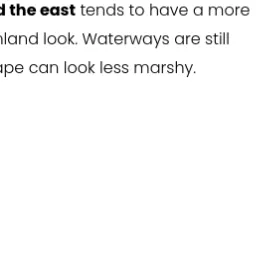 d the east tends to have a more
nland look. Waterways are still
ape can look less marshy.